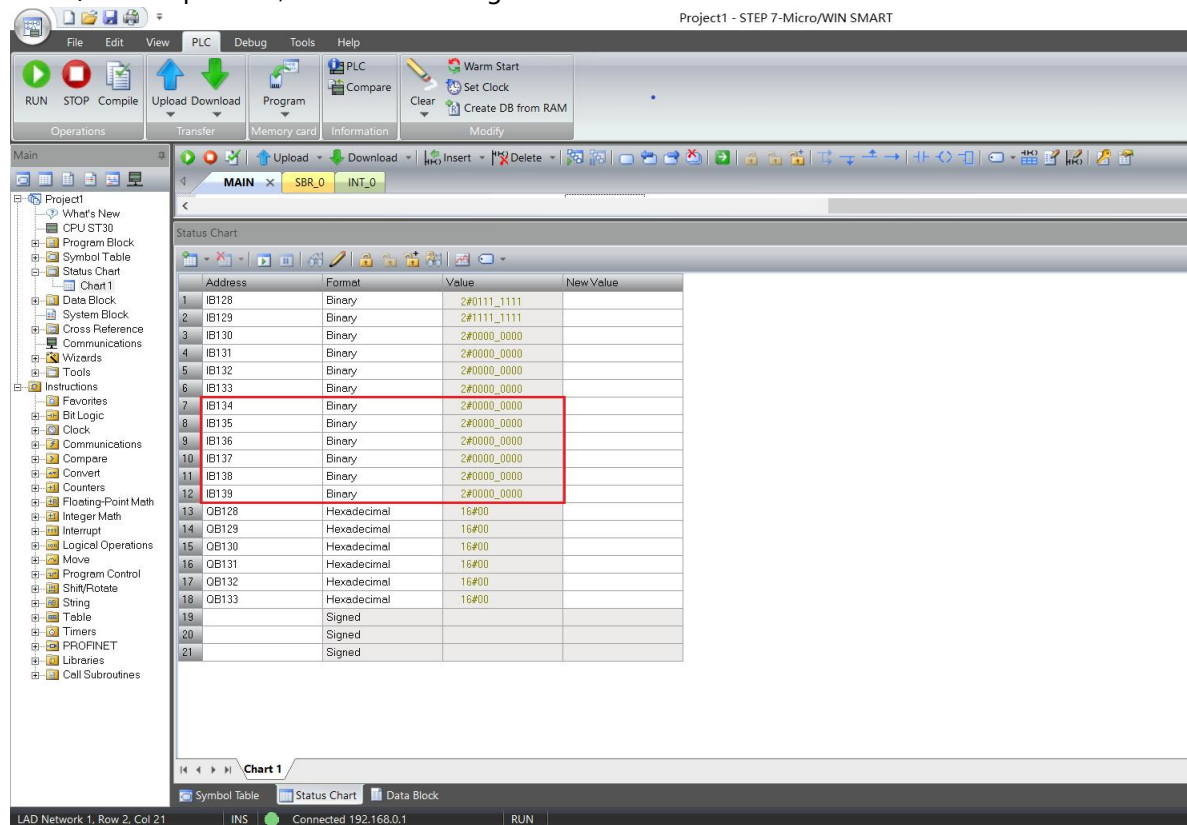 Project1 - STEP 7-Micro/WIN SMART
File Edit View PLC Debug Tools Help
RUN STOP Compile Upload Download Program PLC Compare Clear Warm Start Set Clock Create DB from RAM
Operations Transfer Memory card Information Modify
Main
Upload Download Insert Delete
MAIN SBR_0 INT_0
Project1
What's New
CPU ST30
Program Block
Symbol Table
Status Chart
Chart 1
Data Block
System Block
Cross Reference
Communications
Wizards
Tools
Instructions
Favorites
Bit Logic
Clock
Communications
Compare
Convert
Counters
Floating-Point Math
Integer Math
Interrupt
Logical Operations
Move
Program Control
Shift/Rotate
String
Table
Timers
PROFINET
Libraries
Call Subroutines
Status Chart
Address Format Value New Value
1 IB128 Binary 2#0111_1111
2 IB129 Binary 2#1111_1111
3 IB130 Binary 2#0000_0000
4 IB131 Binary 2#0000_0000
5 IB132 Binary 2#0000_0000
6 IB133 Binary 2#0000_0000
7 IB134 Binary 2#0000_0000
8 IB135 Binary 2#0000_0000
9 IB136 Binary 2#0000_0000
10 IB137 Binary 2#0000_0000
11 IB138 Binary 2#0000_0000
12 IB139 Binary 2#0000_0000
13 QB128 Hexadecimal 16#00
14 QB129 Hexadecimal 16#00
15 QB130 Hexadecimal 16#00
16 QB131 Hexadecimal 16#00
17 QB132 Hexadecimal 16#00
18 QB133 Hexadecimal 16#00
19 Signed
20 Signed
21 Signed
Chart 1
Symbol Table Status Chart Data Block
LAD Network 1, Row 2, Col 21 INS Connected 192.168.0.1 RUN